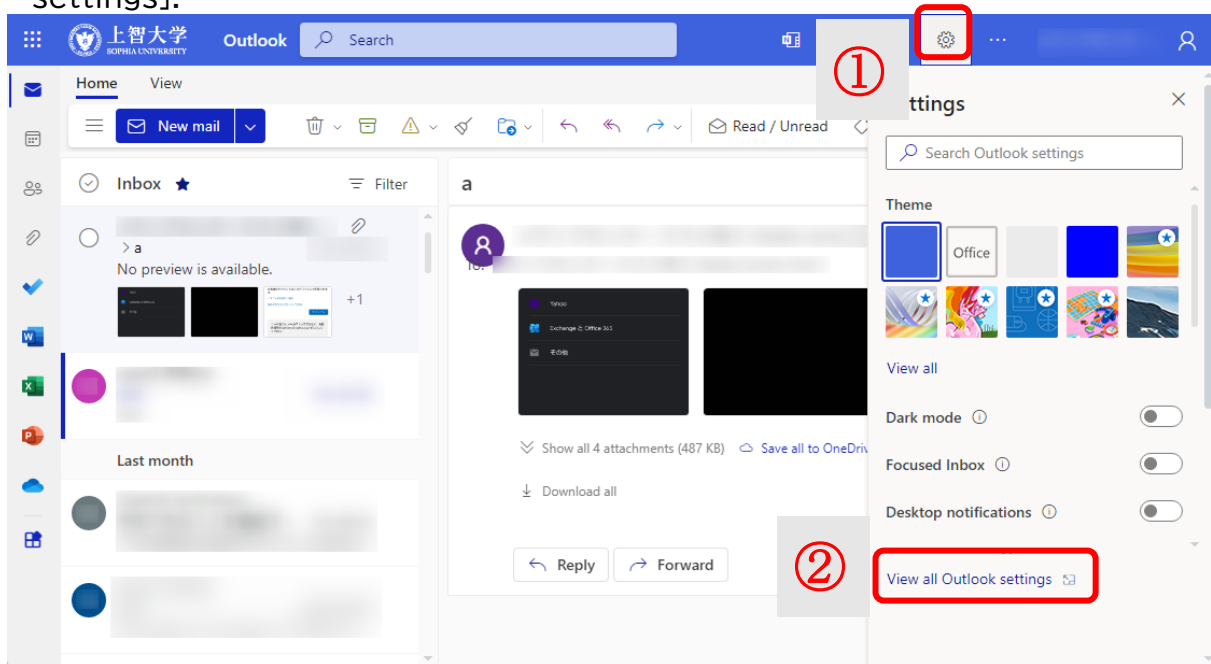 settings].
上智大学
SOPHIA UNIVERSITY
Outlook
Search
①
Home View
New mail
Read / Unread
ttings
Search Outlook settings
Inbox
Filter
a
Theme
Office
> a
No preview is available.
+1
To:
Yahoo
Exchange と Office 365
その他
View all
Dark mode
Focused Inbox
Desktop notifications
Show all 4 attachments (487 KB) Save all to OneDriv
Download all
Last month
Reply
Forward
②
View all Outlook settings